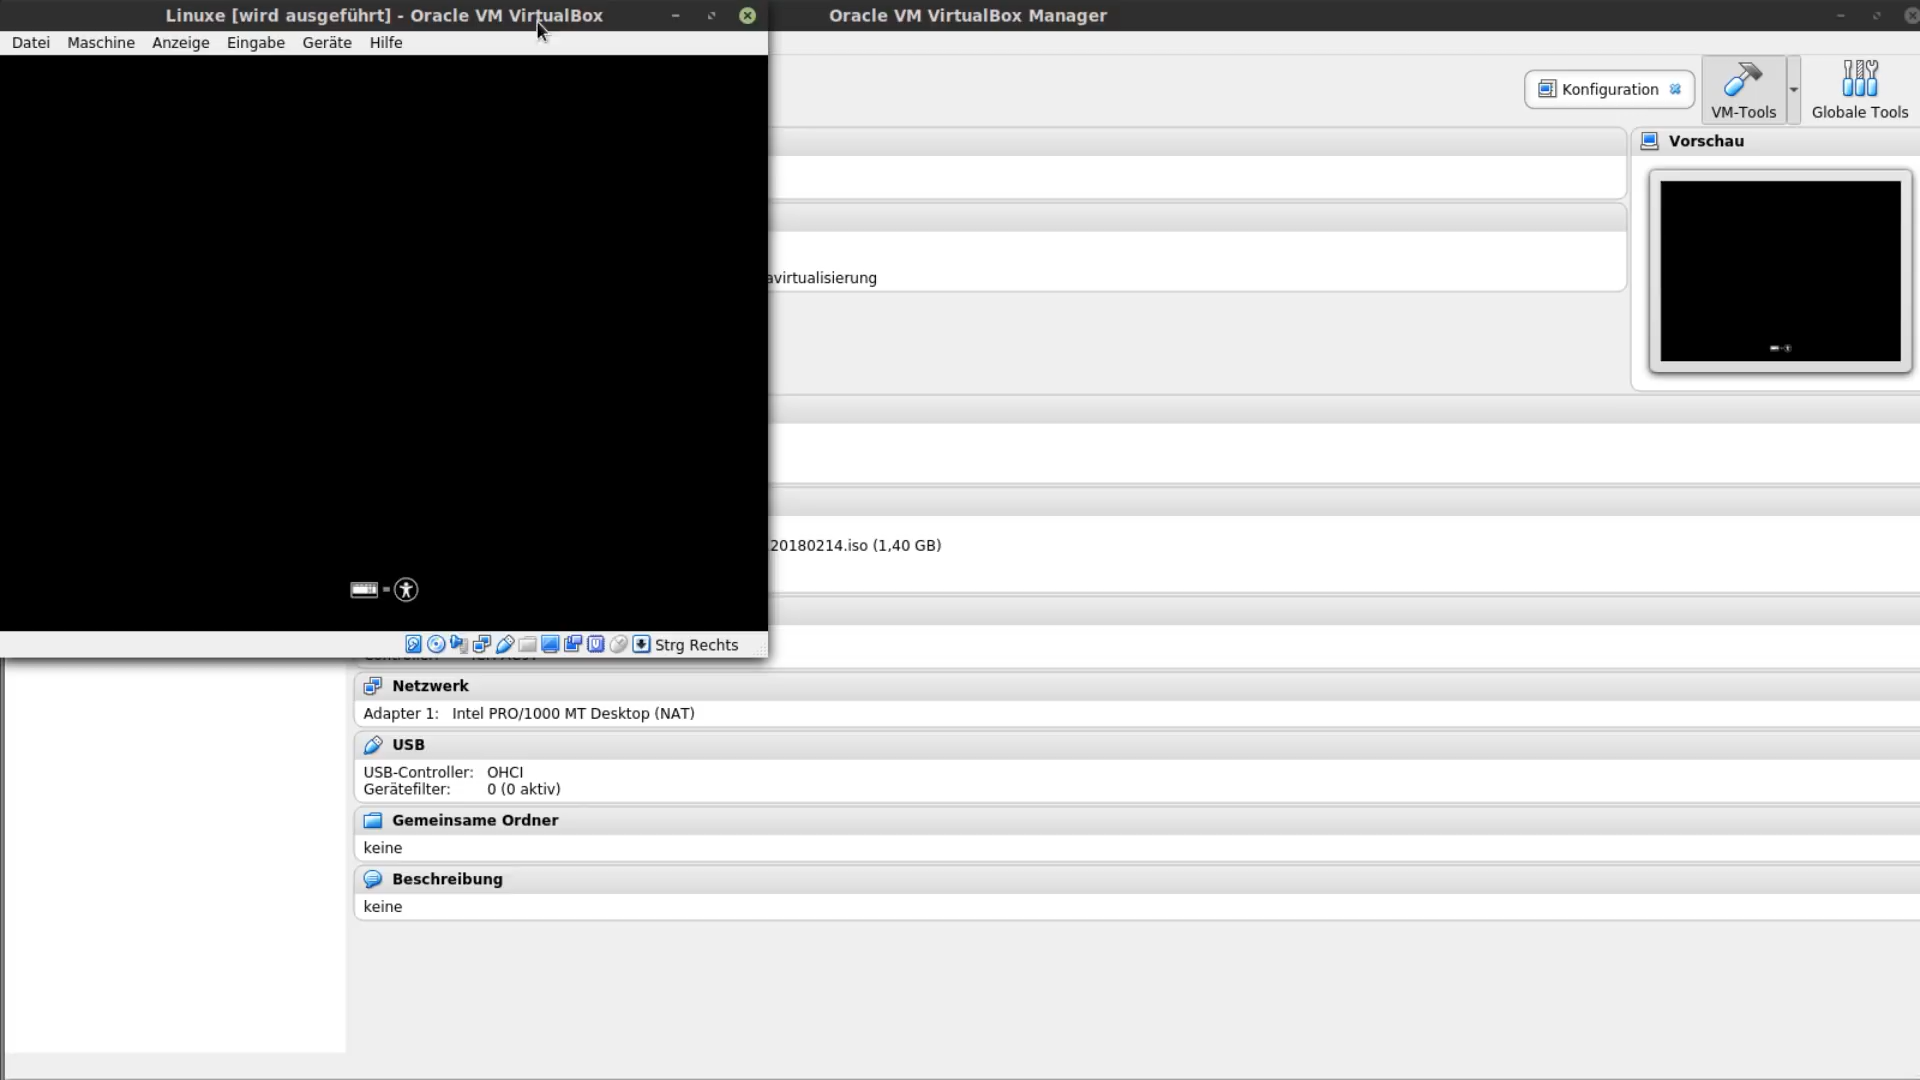 Linuxe [wird ausgeführt] - Oracle VM VirtualBox
Oracle VM VirtualBox Manager
Datei Maschine Anzeige Eingabe Geräte Hilfe
Konfiguration
VM-Tools
Globale Tools
Vorschau
avirtualisierung
20180214.iso (1,40 GB)
Strg Rechts
Netzwerk
Adapter 1: Intel PRO/1000 MT Desktop (NAT)
USB
USB-Controller: OHCI
Gerätefilter: 0 (0 aktiv)
Gemeinsame Ordner
keine
Beschreibung
keine